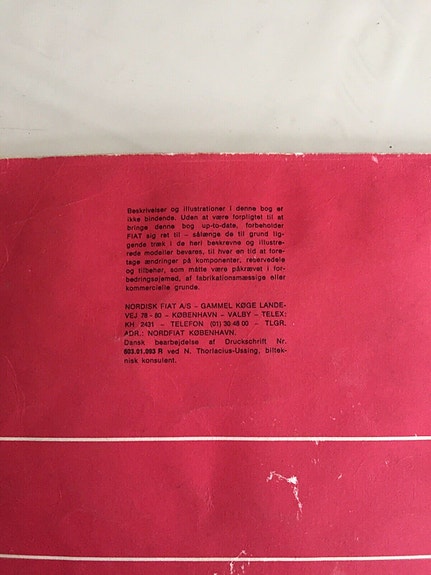 Beskrivelser og illustrationer i denne bog er
ikke bindende. Uden at være forpligtet til at
bringe denne bog up-to-date, forbeholder
FIAT sig ret til – sålænge de til grund lig-
gende træk i de heri beskrevne og illustre-
rede modeller bevares, til hver en tid at fore-
tage ændringer på komponenter, reservedele
og tilbehør, som måtte være påkrævet i for-
bedringsøjemed, af fabrikationsmæssige eller
kommercielle grunde.
NORDISK FIAT A/S – GAMMEL KØGE LANDE-
VEJ 78 - 80 – KØBENHAVN – VALBY – TELEX:
KH 2431 – TELEFON (01) 30 48 00 – TLGR.
ADR.: NORDFIAT KØBENHAVN.
Dansk bearbejdelse af Druckschrift Nr.
603.01.093 R ved N. Thorlacius-Ussing, biltek-
nisk konsulent.